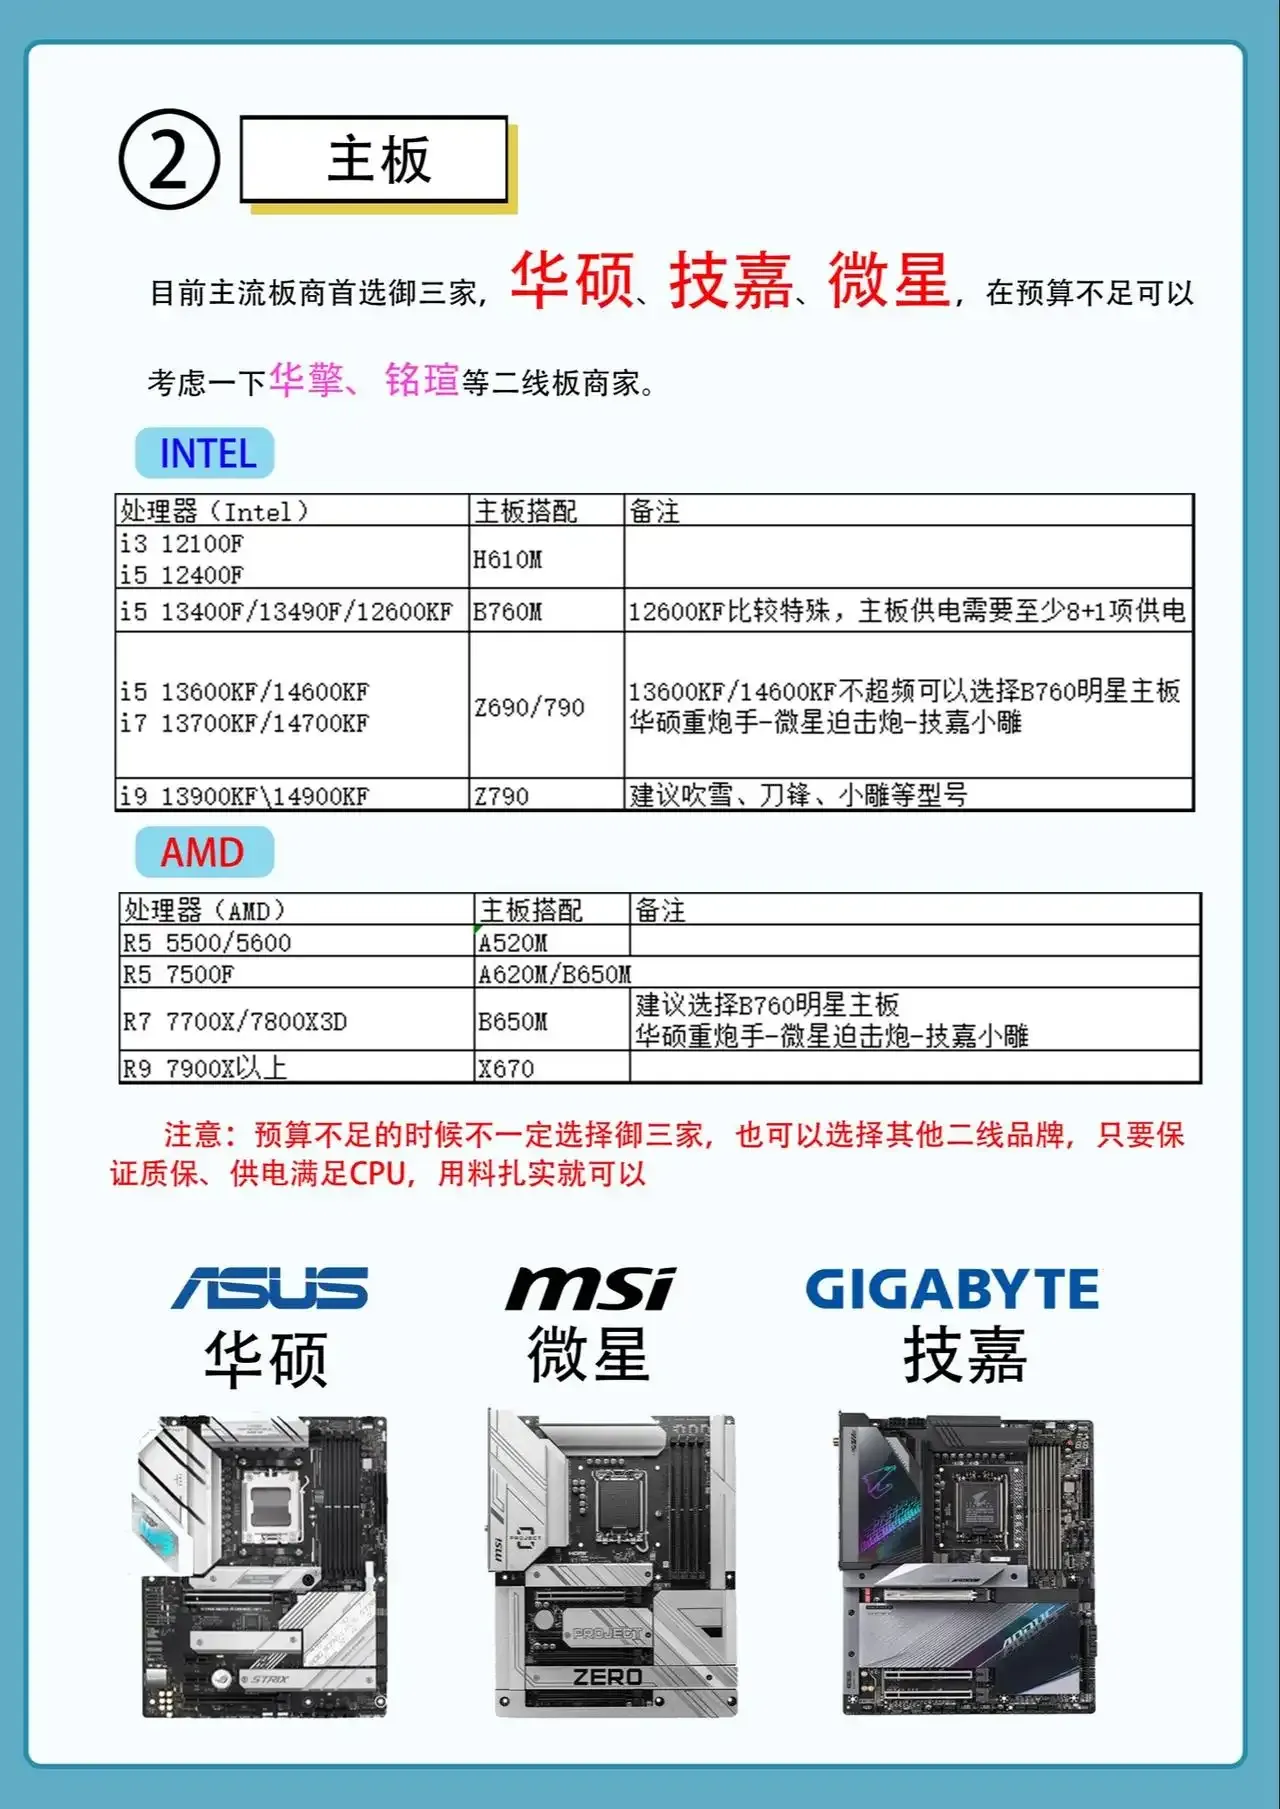 ②
主板
目前主流板商首选御三家，华硕、技嘉、微星，在预算不足可以
考虑一下华擎、铭瑄等二线板商家。
INTEL
处理器（Intel） 主板搭配 备注
i3 12100F
i5 12400F
H610M
i5 13400F/13490F/12600KF B760M 12600KF比较特殊，主板供电需要至少8+1项供电
i5 13600KF/14600KF
i7 13700KF/14700KF
Z690/790
13600KF/14600KF不超频可以选择B760明星主板
华硕重炮手-微星迫击炮-技嘉小雕
i9 13900KF\14900KF Z790 建议吹雪、刀锋、小雕等型号
AMD
处理器（AMD） 主板搭配 备注
R5 5500/5600 A520M
R5 7500F A620M/B650M
R7 7700X/7800X3D B650M
建议选择B760明星主板
华硕重炮手-微星迫击炮-技嘉小雕
R9 7900X以上 X670
注意：预算不足的时候不一定选择御三家，也可以选择其他二线品牌，只要保
证质保、供电满足CPU，用料扎实就可以
ASUS msi GIGABYTE
华硕 微星 技嘉
STRIX
msi
PROJECT
PROJECT
ZERO
AORUS